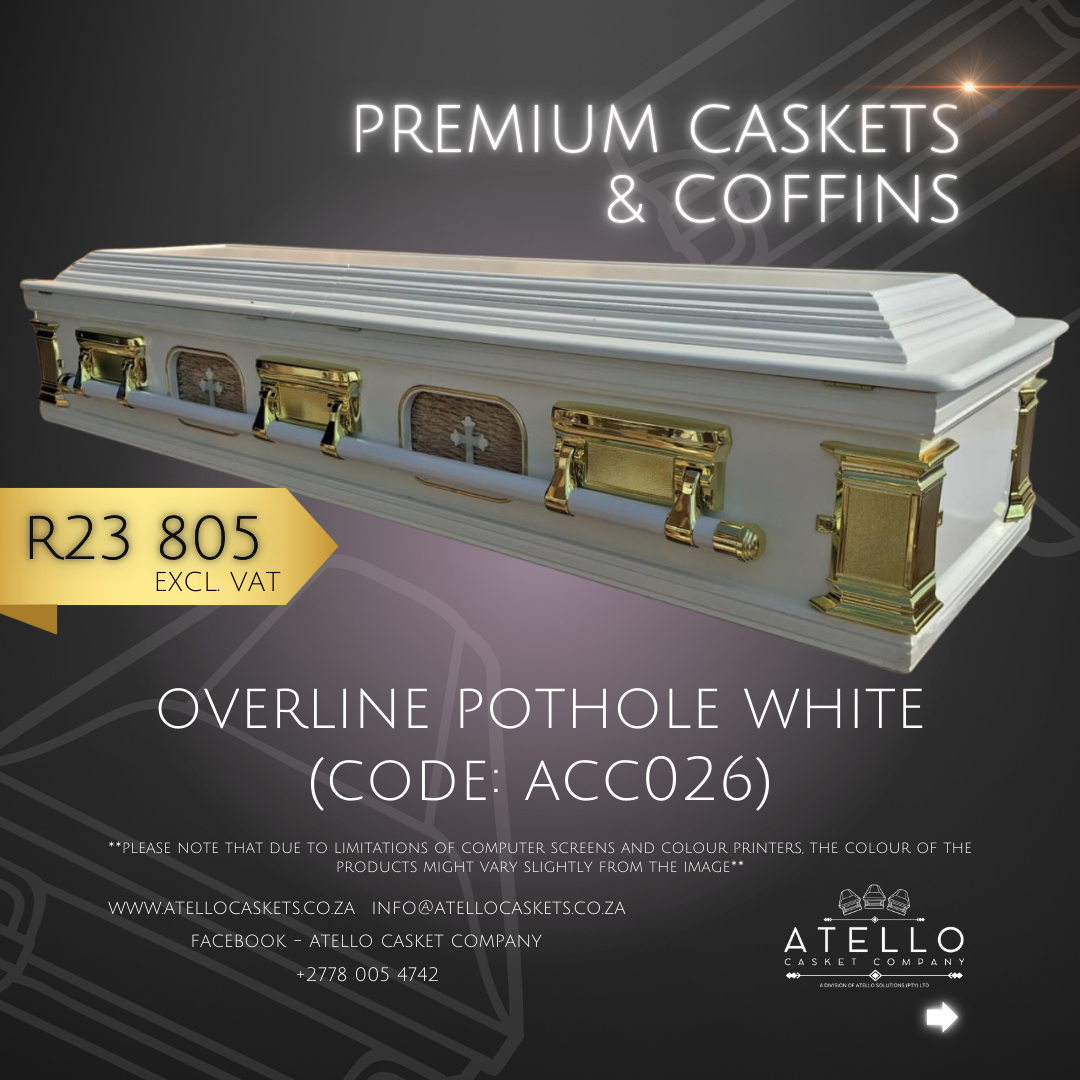 PREMIUM CASKETS
& COFFINS
R23 805
EXCL. VAT
OVERLINE POTHOLE WHITE
(CODE: ACC026)
**PLEASE NOTE THAT DUE TO LIMITATIONS OF COMPUTER SCREENS AND COLOUR PRINTERS, THE COLOUR OF THE
PRODUCTS MIGHT VARY SLIGHTLY FROM THE IMAGE**
WWW.ATELLOCASKETS.CO.ZA INFO@ATELLOCASKETS.CO.ZA
FACEBOOK - ATELLO CASKET COMPANY
+2778 005 4742
ATELLO
CASKET COMPANY
A DIVISION OF ATELLO SOLUTIONS (PTY) LTD